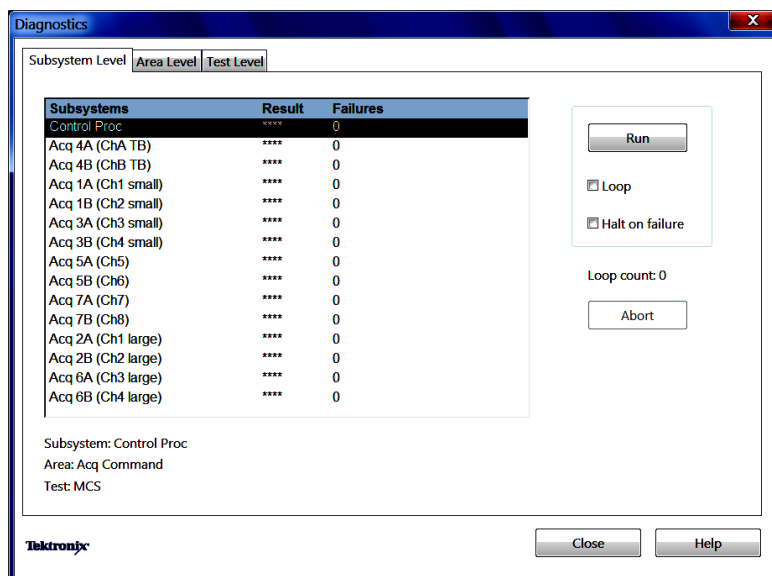 Diagnostics
X
Subsystem Level Area Level Test Level
Subsystems Result Failures
Control Proc **** 0
Acq 4A (ChA TB) **** 0
Acq 4B (ChB TB) **** 0
Acq 1A (Ch1 small) **** 0
Acq 1B (Ch2 small) **** 0
Acq 3A (Ch3 small) **** 0
Acq 3B (Ch4 small) **** 0
Acq 5A (Ch5) **** 0
Acq 5B (Ch6) **** 0
Acq 7A (Ch7) **** 0
Acq 7B (Ch8) **** 0
Acq 2A (Ch1 large) **** 0
Acq 2B (Ch2 large) **** 0
Acq 6A (Ch3 large) **** 0
Acq 6B (Ch4 large) **** 0
Run
Loop
Halt on failure
Loop count: 0
Abort
Subsystem: Control Proc
Area: Acq Command
Test: MCS
Tektronix
Close Help